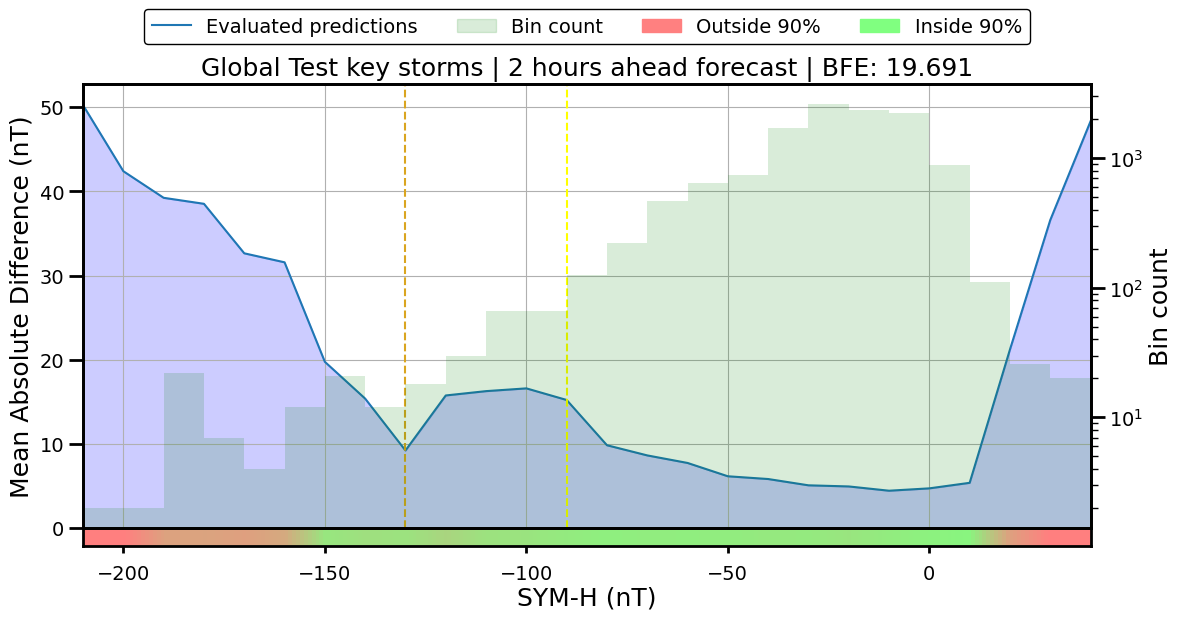 Evaluated predictions Bin count Outside 90% Inside 90%
Global Test key storms | 2 hours ahead forecast | BFE: 19.691
Mean Absolute Difference (nT)
50
40
30
20
10
0
10³
10²
10¹
Bin count
−200 −150 −100 −50 0
SYM-H (nT)